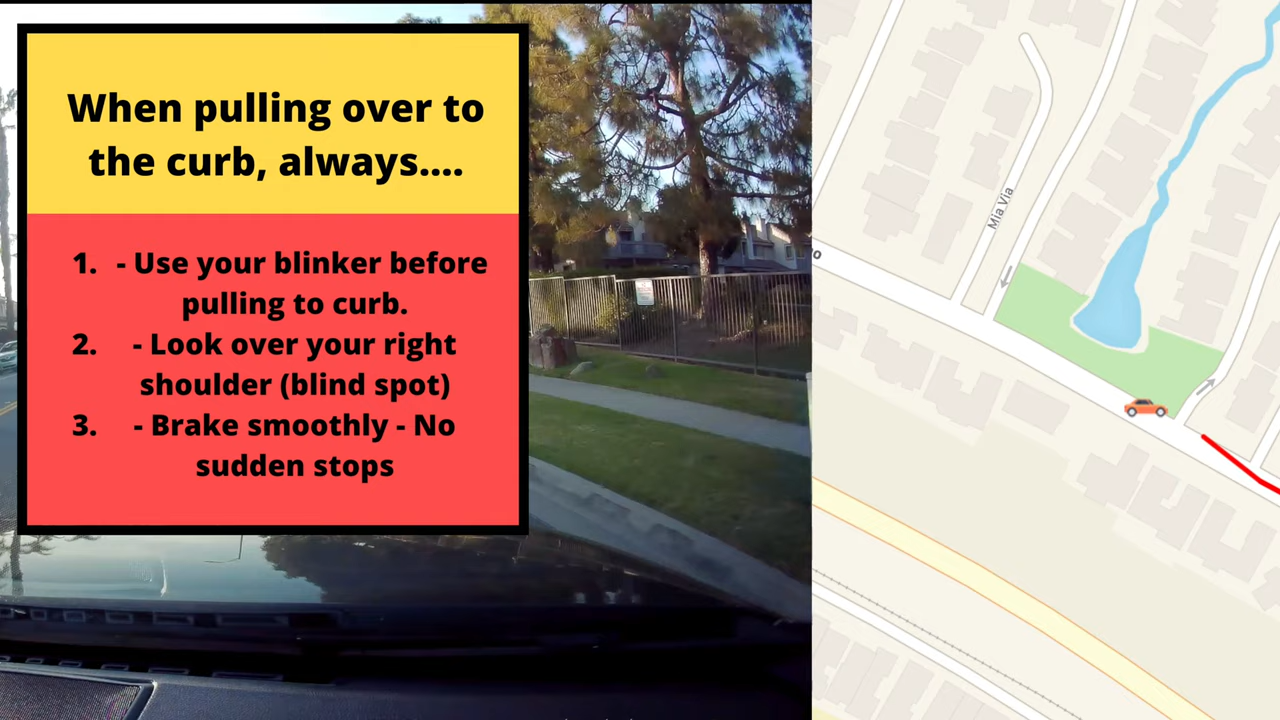 When pulling over to
the curb, always....
1. - Use your blinker before
pulling to curb.
2. - Look over your right
shoulder (blind spot)
3. - Brake smoothly - No
sudden stops
Mia Via
o